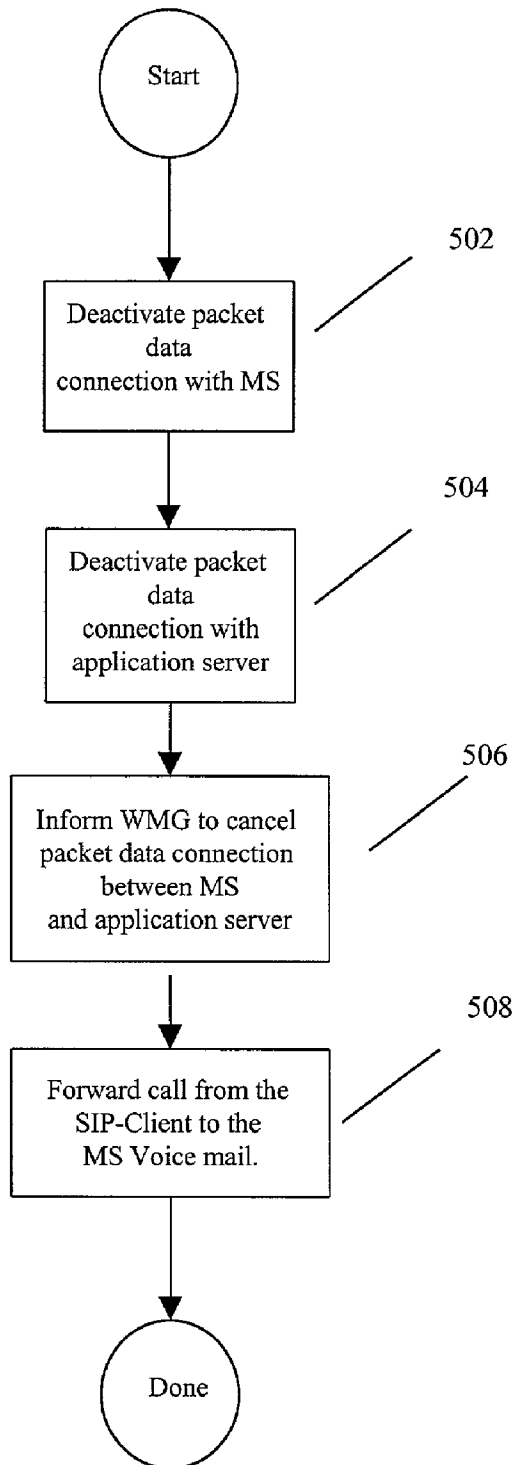 Start
502
Deactivate packet
data
connection with MS
504
Deactivate packet
data
connection with
application server
506
Inform WMG to cancel
packet data connection
between MS
and application server
508
Forward call from the
SIP-Client to the
MS Voice mail.
Done